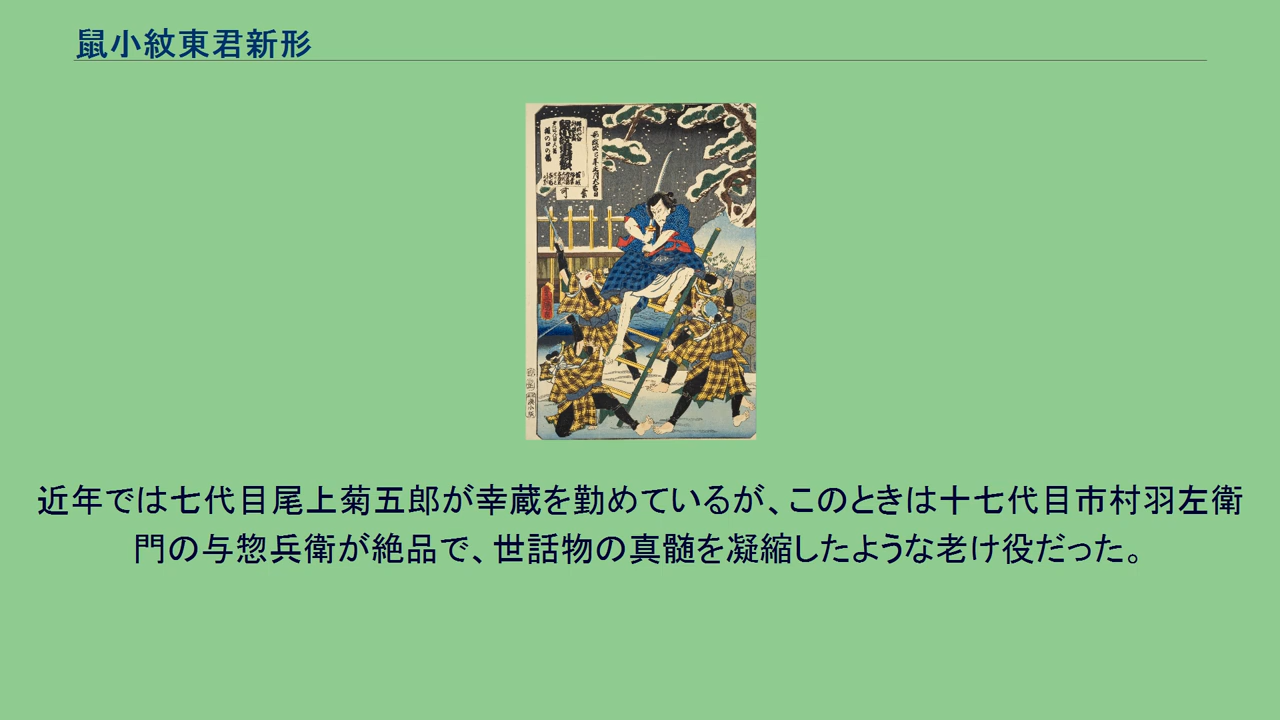 鼠小紋東君新形
近年では七代目尾上菊五郎が幸蔵を勤めているが、このときは十七代目市村羽左衛
門の与惣兵衛が絶品で、世話物の真髄を凝縮したような老け役だった。